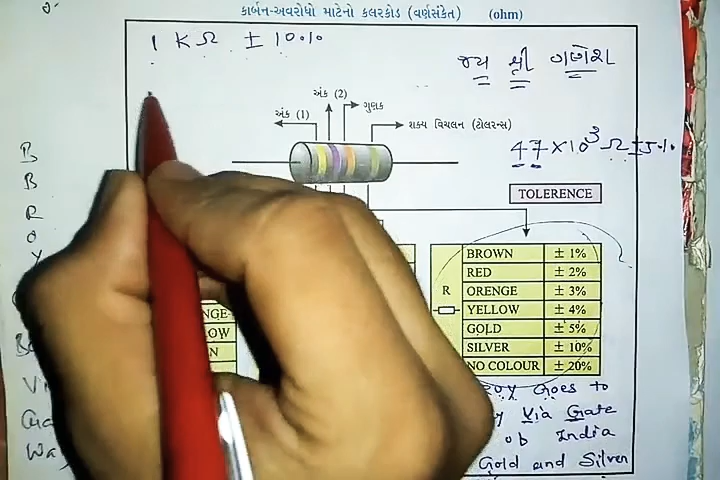 કાર્બન-અવરોધો માટેનો કલરકોડ (વર્ણસંકેત) (ohm)
1 KΩ ± 10%
જય શ્રી ગણેશ
અંક (2)
ગુણક
અંક (1)
શક્ય વિચલન (ટોલરન્સ)
47 × 10³ Ω ± 5%
TOLERENCE
B
B
R
O
Y
R
BROWN ± 1%
RED ± 2%
ORENGE ± 3%
YELLOW ± 4%
GOLD ± 5%
SILVER ± 10%
NO COLOUR ± 20%
Goes to
Via Gate
of India
Gold and Silver